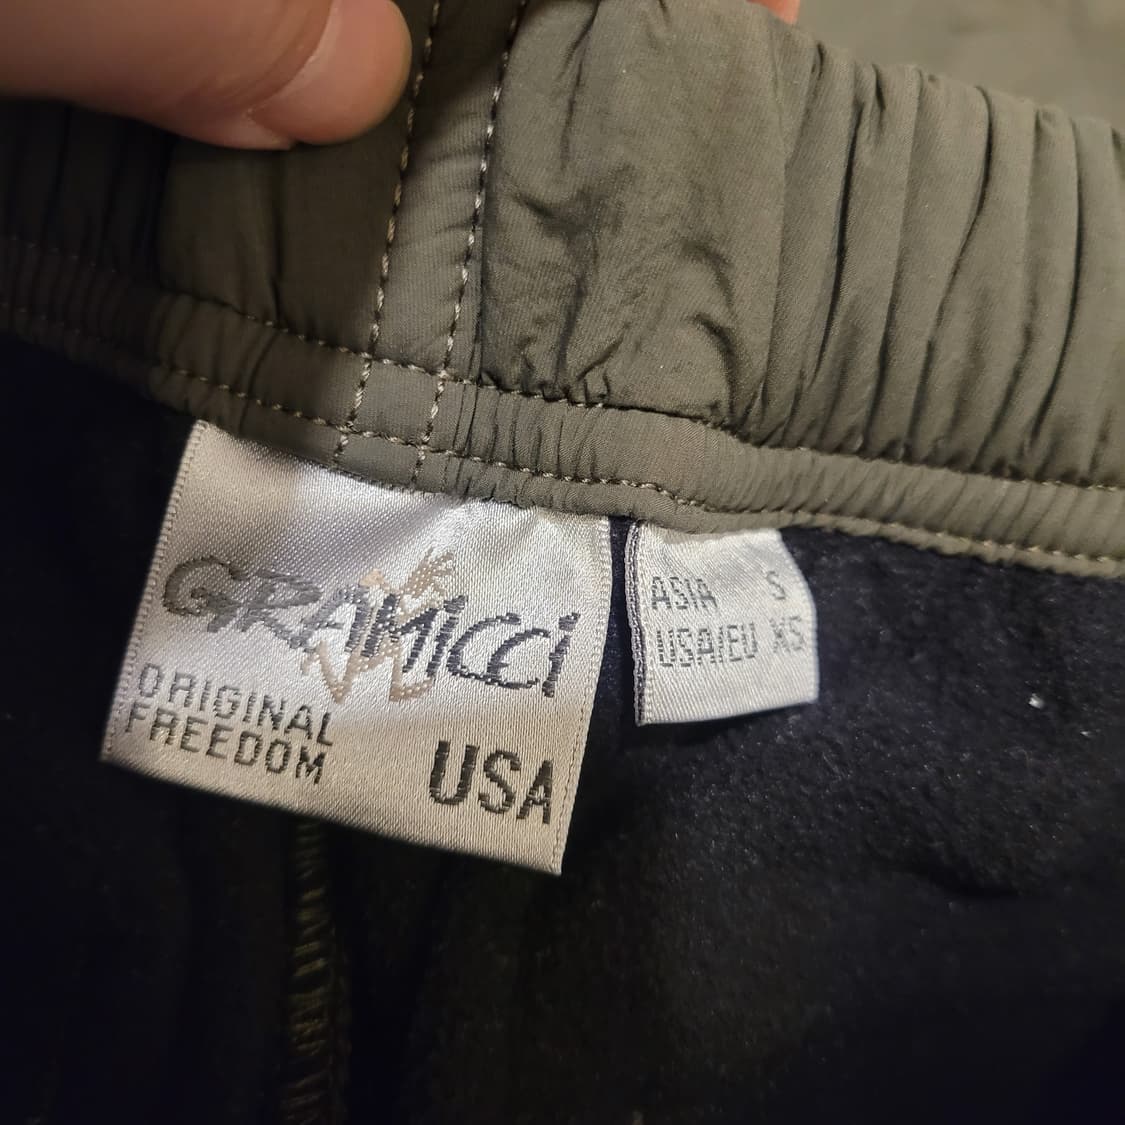 GRAMICCI
ORIGINAL
FREEDOM
USA
ASIA S
USA/EU XS